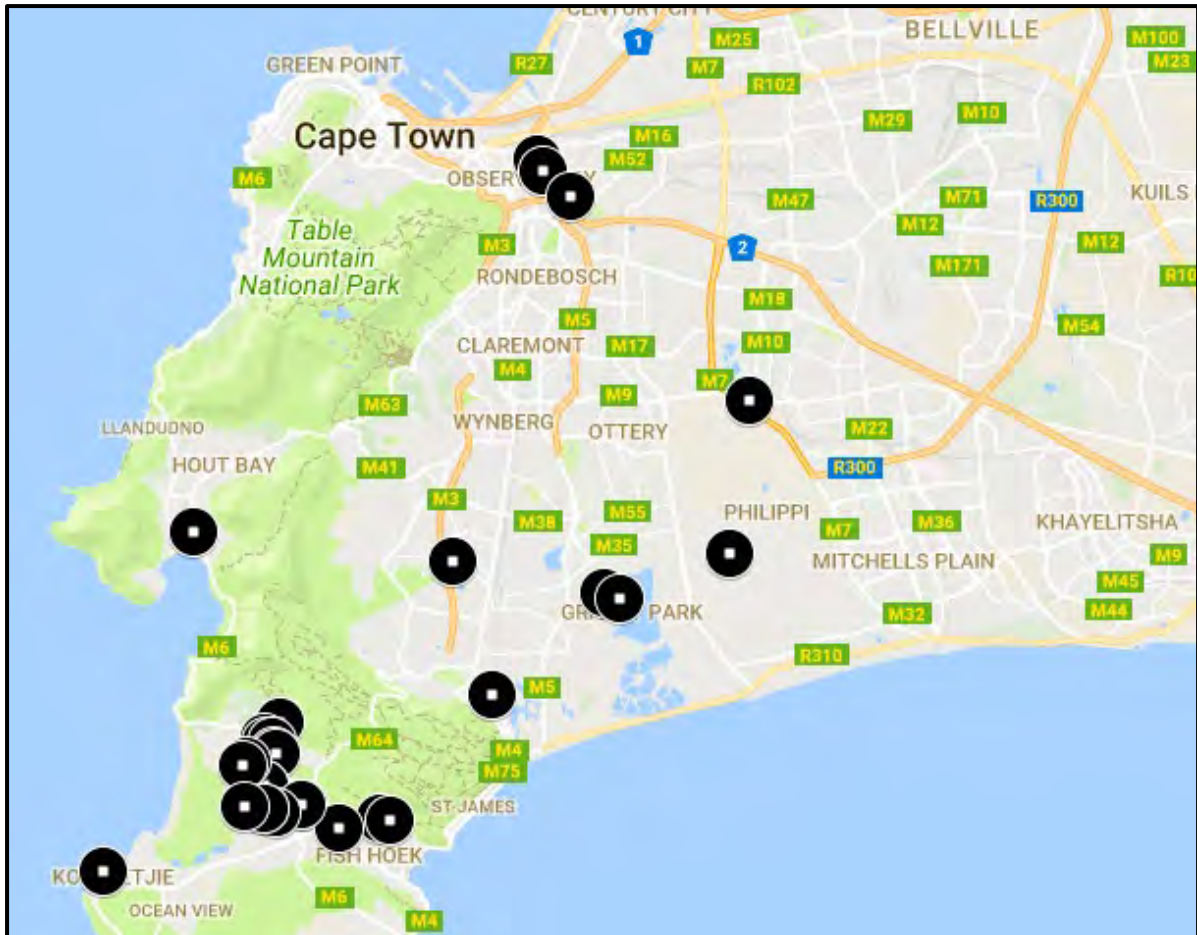 CENTURY CITY
1
M25
BELLVILLE
M100
M23
GREEN POINT
R27
M7
R102
M10
M29
Cape Town
M16
M52
M6
M47
M71
R300
KUILS
Table
Mountain
National Park
M3
2
M12
M12
RONDEBOSCH
M171
M18
M5
M54
CLAREMONT
M17
M10
M4
M7
M63
M9
WYNBERG
OTTERY
M22
LLANDUDNO
HOUT BAY
M41
R300
M3
M38
M55
PHILIPPI
M7
M36
KHAYELITSHA
M35
MITCHELLS PLAIN
M9
M45
PARK
M32
M44
M6
R310
M5
M64
M4
M75
ST JAMES
FISH HOEK
OCEAN VIEW
M6
M4